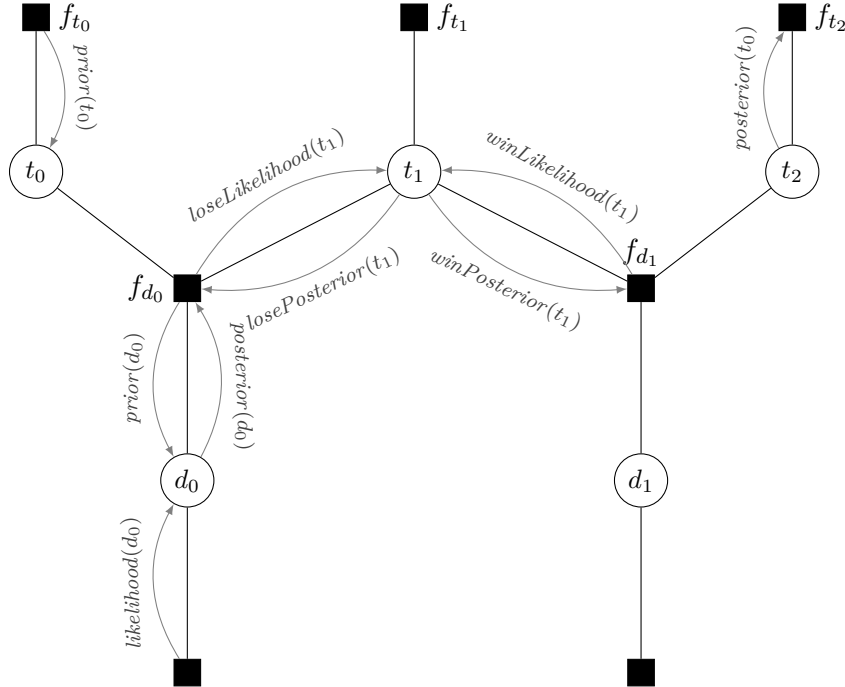 f_{t_0}
f_{t_1}
f_{t_2}
prior(t_0)
posterior(t_0)
t_0
t_1
t_2
loseLikelihood(t_1)
winLikelihood(t_1)
losePosterior(t_1)
winPosterior(t_1)
f_{d_0}
f_{d_1}
prior(d_0)
posterior(d_0)
d_0
d_1
likelihood(d_0)